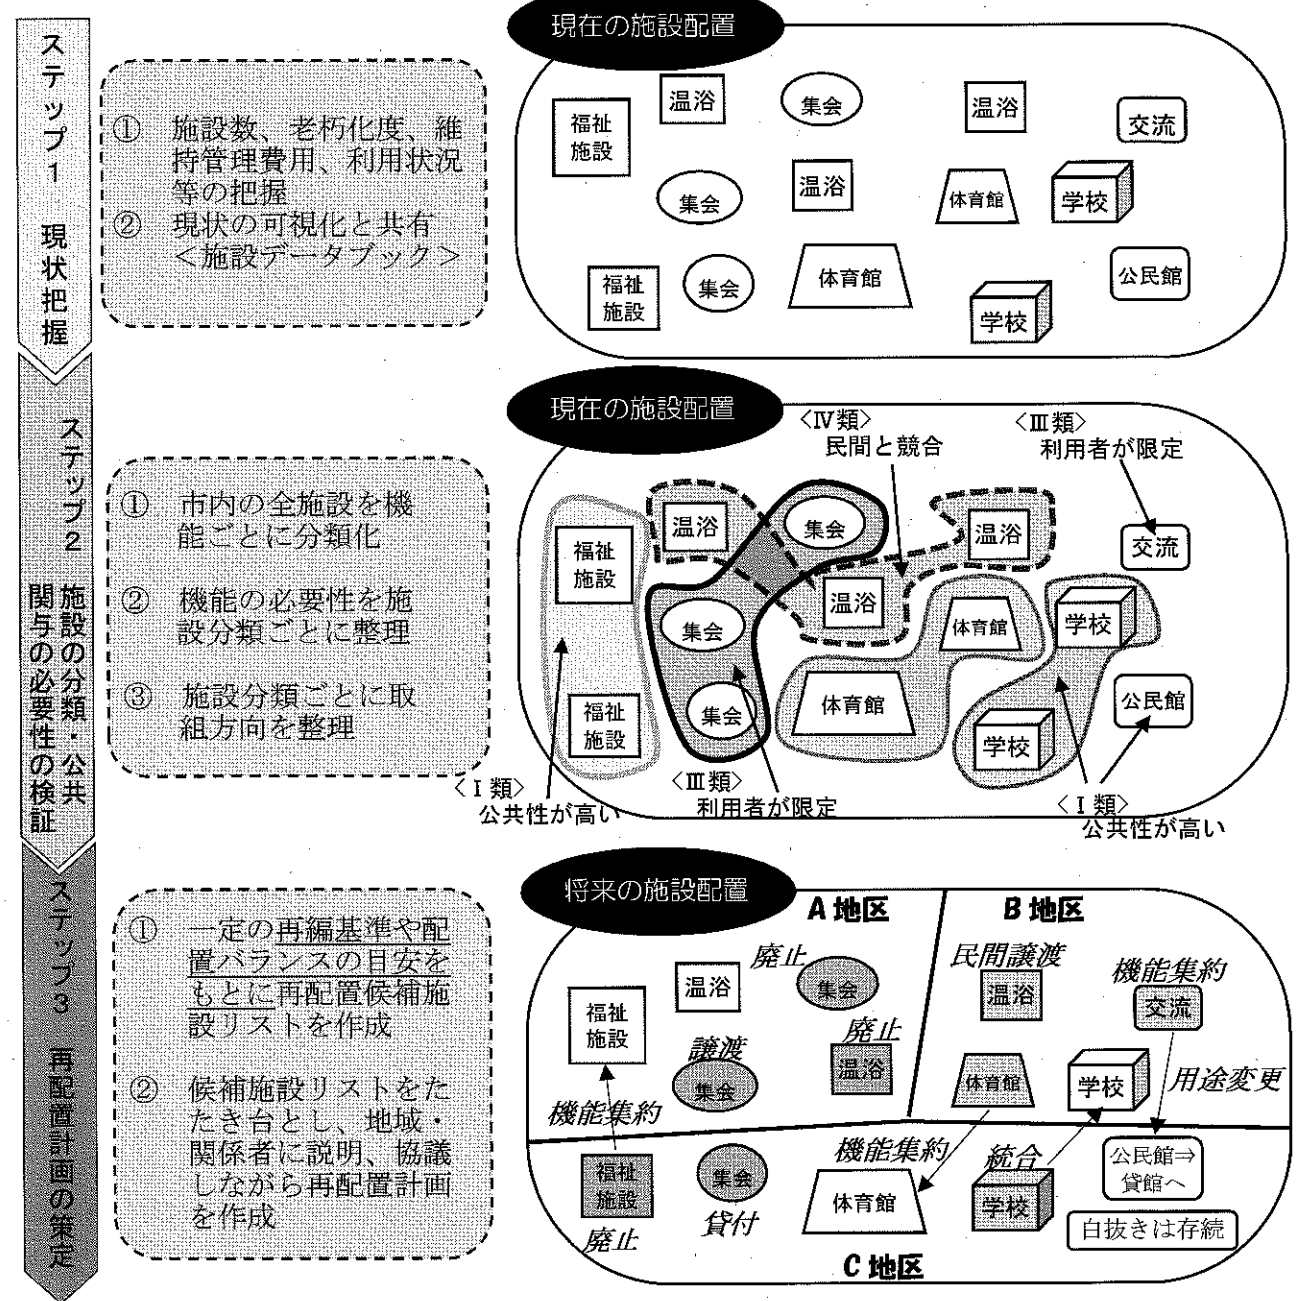 ステップ1 現状把握
① 施設数、老朽化度、維
持管理費用、利用状況
等の把握
② 現状の可視化と共有
＜施設データブック＞
現在の施設配置
福祉
施設
温浴
集会
温浴
交流
集会
温浴
体育館
学校
福祉
施設
集会
体育館
学校
公民館
ステップ2 施設の分類・公共
関与の必要性の検証
① 市内の全施設を機
能ごとに分類化
② 機能の必要性を施
設分類ごとに整理
③ 施設分類ごとに取
組方向を整理
現在の施設配置
〈Ⅳ類〉
民間と競合
〈Ⅲ類〉
利用者が限定
福祉
施設
温浴
集会
温浴
交流
集会
温浴
体育館
学校
福祉
施設
集会
体育館
学校
公民館
〈Ⅰ類〉
公共性が高い
〈Ⅲ類〉
利用者が限定
〈Ⅰ類〉
公共性が高い
ステップ3 再配置計画の策定
① 一定の再編基準や配
置バランスの目安を
もとに再配置候補施
設リストを作成
② 候補施設リストをた
たき台とし、地域・
関係者に説明、協議
しながら再配置計画
を作成
将来の施設配置
A地区
B地区
福祉
施設
温浴
廃止
集会
民間譲渡
温浴
機能集約
交流
譲渡
集会
廃止
温浴
体育館
学校
用途変更
機能集約
機能集約
統合
福祉
施設
廃止
集会
貸付
体育館
学校
公民館⇒
貸館へ
白抜きは存続
C地区